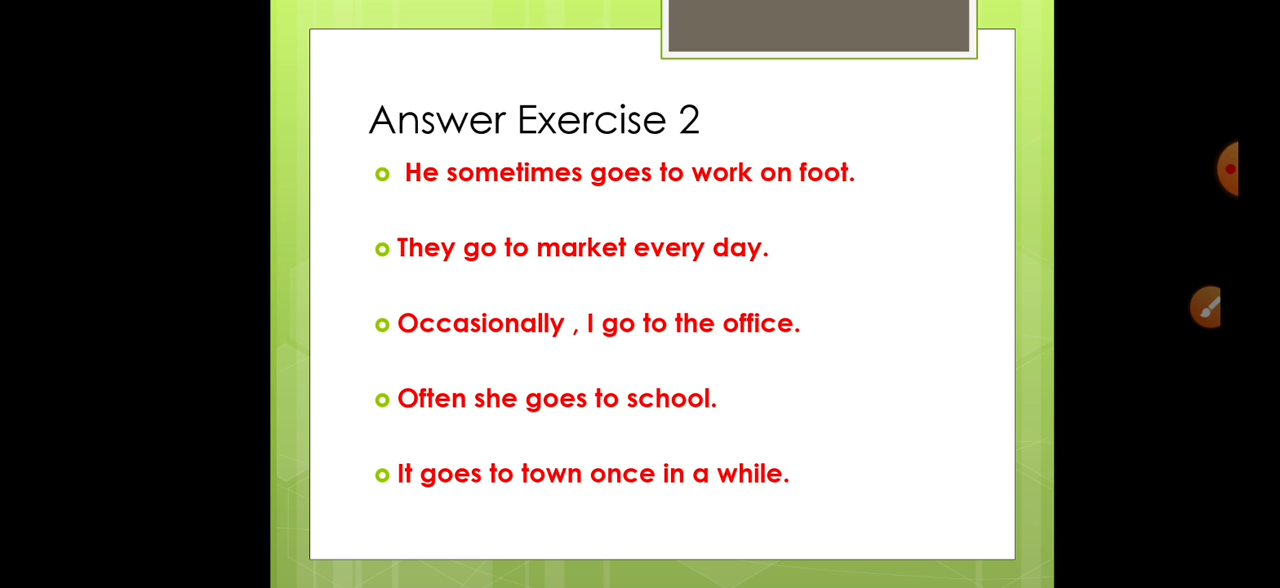 Answer Exercise 2
He sometimes goes to work on foot.
They go to market every day.
Occasionally , I go to the office.
Often she goes to school.
It goes to town once in a while.